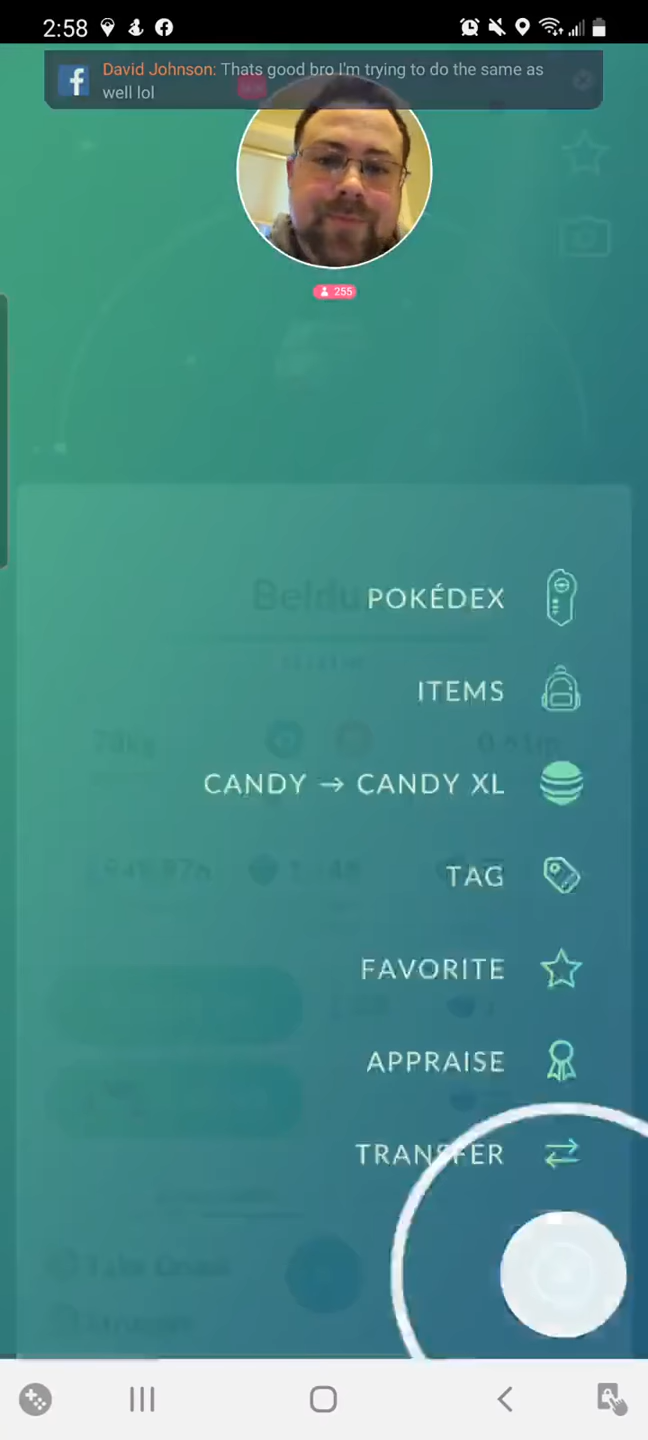 2:58
David Johnson: Thats good bro I'm trying to do the same as
well lol
255
POKÉDEX
ITEMS
CANDY → CANDY XL
TAG
FAVORITE
APPRAISE
TRANSFER